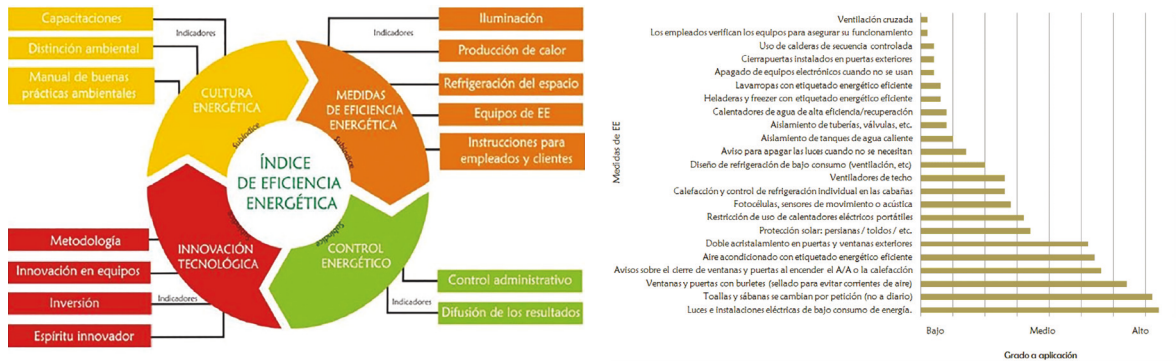 Capacitaciones
Indicadores
Distinción ambiental
Manual de buenas
prácticas ambientales
CULTURA
ENERGÉTICA
Subíndice
Indicadores
Iluminación
Producción de calor
Refrigeración del espacio
Equipos de EE
Instrucciones para
empleados y clientes
MEDIDAS
DE EFICIENCIA
ENERGÉTICA
Subíndice
ÍNDICE
DE EFICIENCIA
ENERGÉTICA
Metodología
Innovación en equipos
Indicadores
Inversión
Espíritu innovador
INNOVACIÓN
TECNOLÓGICA
CONTROL
ENERGÉTICO
Subíndice
Control administrativo
Indicadores
Difusión de los resultados
Medidas de EE
Ventilación cruzada
Los empleados verifican los equipos para asegurar su funcionamiento
Uso de calderas de secuencia controlada
Cierrapuertas instalados en puertas exteriores
Apagado de equipos electrónicos cuando no se usan
Lavarropas con etiquetado energético eficiente
Heladeras y freezer con etiquetado energético eficiente
Calentadores de agua de alta eficiencia/recuperación
Aislamiento de tuberías, válvulas, etc.
Aislamiento de tanques de agua caliente
Aviso para apagar las luces cuando no se necesitan
Diseño de refrigeración de bajo consumo (ventilación, etc)
Ventiladores de techo
Calefacción y control de refrigeración individual en las cabañas
Fotocélulas, sensores de movimiento o acústica
Restricción de uso de calentadores eléctricos portátiles
Protección solar: persianas / toldos / etc.
Doble acristalamiento en puertas y ventanas exteriores
Aire acondicionado con etiquetado energético eficiente
Avisos sobre el cierre de ventanas y puertas al encender el A/A o la calefacción
Ventanas y puertas con burletes (sellado para evitar corrientes de aire)
Toallas y sábanas se cambian por petición (no a diario)
Luces e instalaciones eléctricas de bajo consumo de energía.
Bajo
Medio
Alto
Grado a aplicación